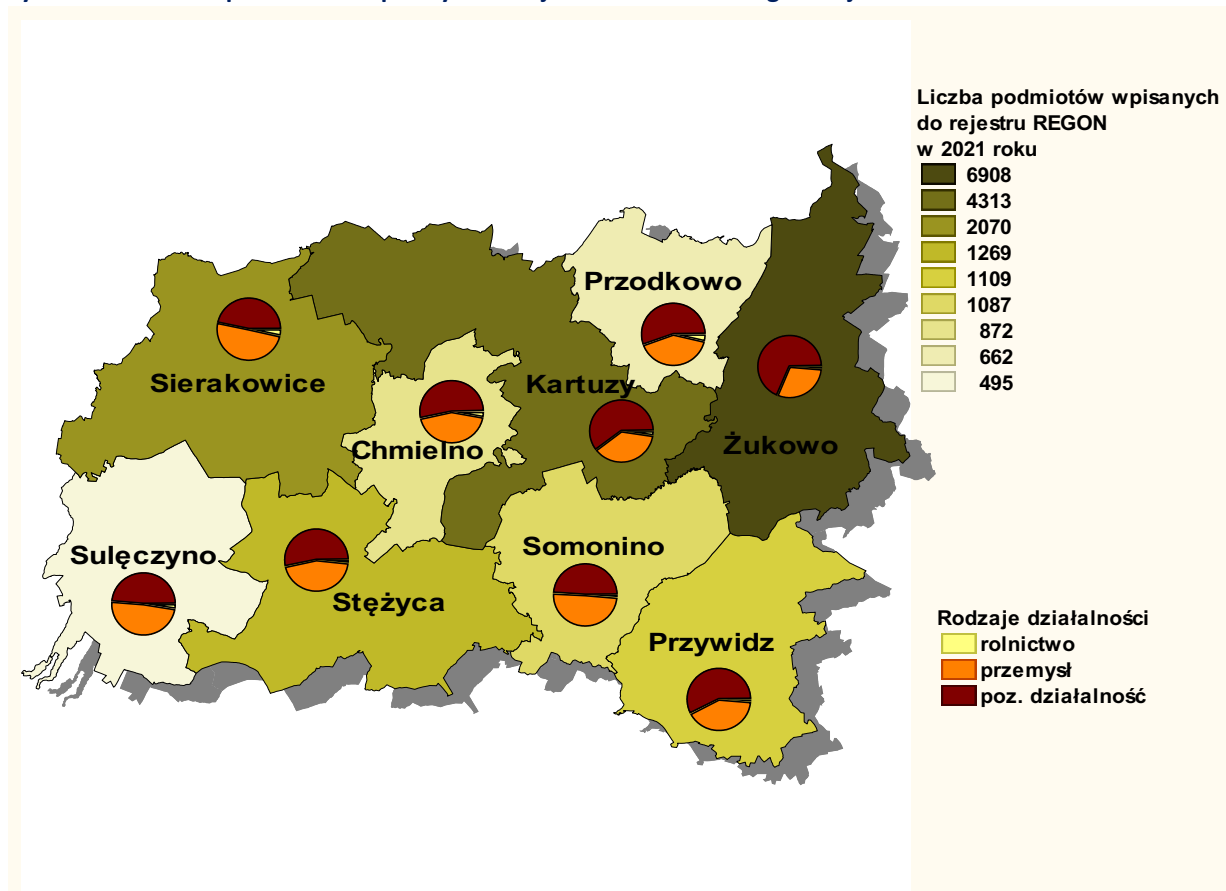 Liczba podmiotów wpisanych
do rejestru REGON
w 2021 roku
6908
4313
2070
1269
1109
1087
872
662
495
Przodkowo
Sierakowice
Kartuzy
Chmielno
Żukowo
Sulęczyno
Somonino
Stężyca
Przywidz
Rodzaje działalności
rolnictwo
przemysł
poz. działalność